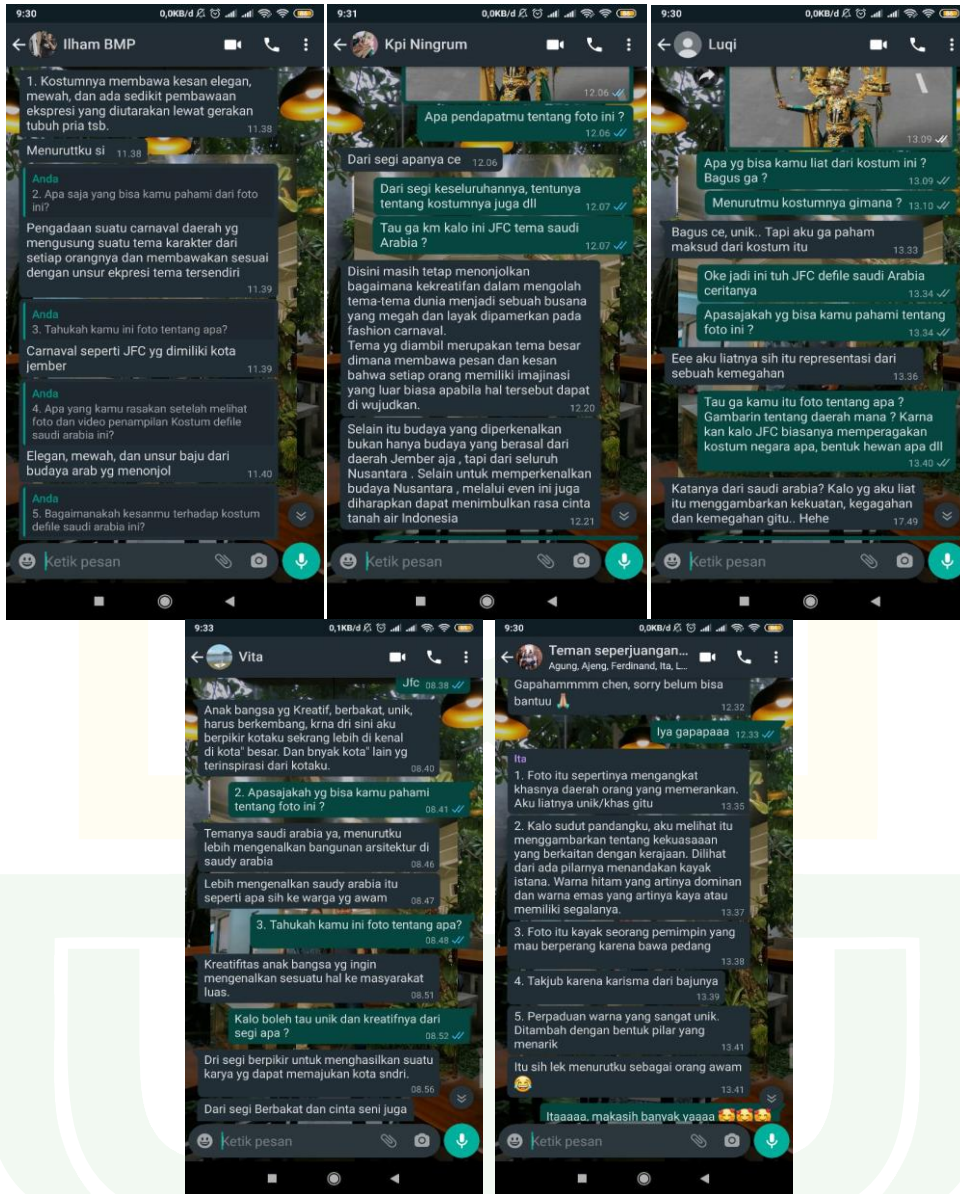 9:30
0,0KB/d
Ilham BMP
1. Kostumnya membawa kesan elegan,
mewah, dan ada sedikit pembawaan
ekspresi yang diutarakan lewat gerakan
tubuh pria tsb.
11.38
Menuruttku si 11.38
Anda
2. Apa saja yang bisa kamu pahami dari foto
ini?
Pengadaan suatu carnaval daerah yg
mengusung suatu tema karakter dari
setiap orangnya dan membawakan sesuai
dengan unsur ekpresi tema tersendiri
11.39
Anda
3. Tahukah kamu ini foto tentang apa?
Carnaval seperti JFC yg dimiliki kota
jember
11.39
Anda
4. Apa yang kamu rasakan setelah melihat
foto dan video penampilan Kostum defile
saudi arabia ini?
Elegan, mewah, dan unsur baju dari
budaya arab yg menonjol
11.40
Anda
5. Bagaimanakah kesanmu terhadap kostum
defile saudi arabia ini?
Ketik pesan
9:31
0,0KB/d
Kpi Ningrum
12.06
Apa pendapatmu tentang foto ini ?
12.06
Dari segi apanya ce 12.06
Dari segi keseluruhannya, tentunya
tentang kostumnya juga dll
12.07
Tau ga km kalo ini JFC tema saudi
Arabia ?
12.07
Disini masih tetap menonjolkan
bagaimana kekreatifan dalam mengolah
tema-tema dunia menjadi sebuah busana
yang megah dan layak dipamerkan pada
fashion carnaval.
Tema yg diambil merupakan tema besar
dimana membawa pesan dan kesan
bahwa setiap orang memiliki imajinasi
yang luar biasa apabila hal tersebut dapat
di wujudkan.
12.20
Selain itu budaya yang diperkenalkan
bukan hanya budaya yang berasal dari
daerah Jember aja , tapi dari seluruh
Nusantara . Selain untuk memperkenalkan
budaya Nusantara , melalui even ini juga
diharapkan dapat menimbulkan rasa cinta
tanah air Indonesia
12.21
Ketik pesan
9:30
0,0KB/d
Luqi
13.09
Apa yg bisa kamu liat dari kostum ini ?
Bagus ga ?
13.09
Menurutmu kostumnya gimana ? 13.10
Bagus ce, unik.. Tapi aku ga paham
maksud dari kostum itu
13.33
Oke jadi ini tuh JFC defile saudi Arabia
ceritanya
13.34
Apasajakah yg bisa kamu pahami tentang
foto ini ?
13.34
Eee aku liatnya sih itu representasi dari
sebuah kemegahan
13.36
Tau ga kamu itu foto tentang apa ?
Gambarin tentang daerah mana ? Karna
kan kalo JFC biasanya memperagakan
kostum negara apa, bentuk hewan apa dll
13.40
Katanya dari saudi arabia? Kalo yg aku liat
itu menggambarkan kekuatan, kegagahan
dan kemegahan gitu.. Hehe
17.49
Ketik pesan
9:33
0,1KB/d
Vita
Jfc 08.38
Anak bangsa yg Kreatif, berbakat, unik,
harus berkembang, krna dri sini aku
berpikir kotaku sekrang lebih di kenal
di kota" besar. Dan bnyak kota" lain yg
terinspirasi dari kotaku.
08.40
2. Apasajakah yg bisa kamu pahami
tentang foto ini ?
08.41
Temanya saudi arabia ya, menurutku
lebih mengenalkan bangunan arsitektur di
saudy arabia
08.46
Lebih mengenalkan saudy arabia itu
seperti apa sih ke warga yg awam
08.47
3. Tahukah kamu ini foto tentang apa?
08.48
Kreatifitas anak bangsa yg ingin
mengenalkan sesuatu hal ke masyarakat
luas.
08.51
Kalo boleh tau unik dan kreatifnya dari
segi apa ?
08.52
Dri segi berpikir untuk menghasilkan suatu
karya yg dapat memajukan kota sndri.
08.56
Dari segi Berbakat dan cinta seni juga
Ketik pesan
9:30
0,0KB/d
Teman seperjuangan...
Agung, Ajeng, Ferdinand, Ita, L...
Gapahammmm chen, sorry belum bisa
bantuu 🙏
12.32
Iya gapapaaa 12.33
Ita
1. Foto itu sepertinya mengangkat
khasnya daerah orang yang memerankan.
Aku liatnya unik/khas gitu
13.35
2. Kalo sudut pandangku, aku melihat itu
menggambarkan tentang kekuasaaan
yang berkaitan dengan kerajaan. Dilihat
dari ada pilarnya menandakan kayak
istana. Warna hitam yang artinya dominan
dan warna emas yang artinya kaya atau
memiliki segalanya.
13.37
3. Foto itu kayak seorang pemimpin yang
mau berperang karena bawa pedang
13.38
4. Takjub karena karisma dari bajunya
13.39
5. Perpaduan warna yang sangat unik.
Ditambah dengan bentuk pilar yang
menarik
13.41
Itu sih lek menurutku sebagai orang awam
😂
13.41
Itaaaaa. makasih banyak yaaaa 🥰🥰🥰
Ketik pesan